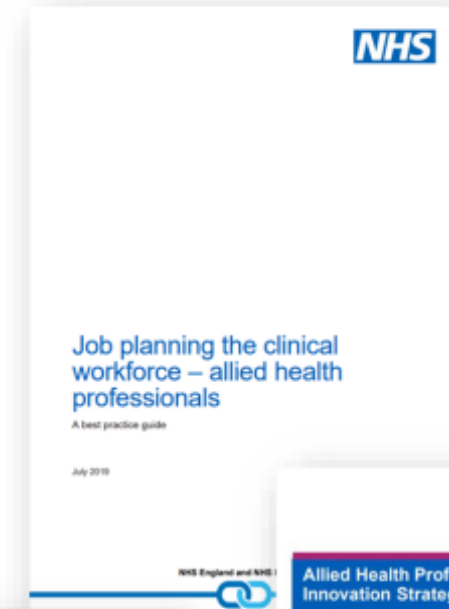 NHS
Job planning the clinical
workforce – allied health
professionals
A best practice guide
July 2019
NHS England and NHS
Allied Health Prof
Innovation Strate